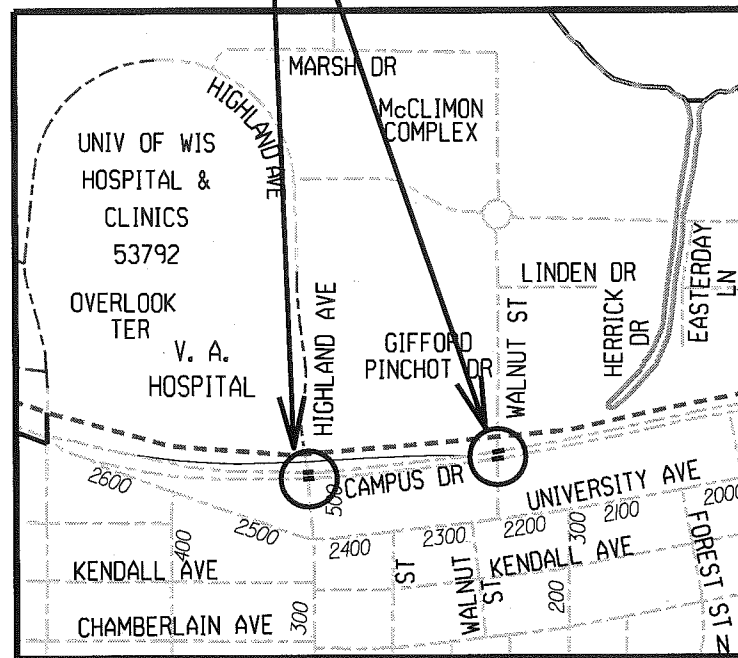 MARSH DR
HIGHLAND AVE
McCLIMON
COMPLEX
UNIV OF WIS
HOSPITAL &
CLINICS
53792
OVERLOOK
TER
V. A.
HOSPITAL
HIGHLAND AVE
GIFFORD
PINCHOT DR
WALNUT ST
LINDEN DR
HERRICK
DR
EASTERDAY
LN
2600
2500
500
CAMPUS DR
UNIVERSITY AVE
2400
2300
2200
300
2100
2000
400
KENDALL AVE
ST
WALNUT
ST
KENDALL AVE
FOREST ST
N
CHAMBERLAIN AVE
300
200